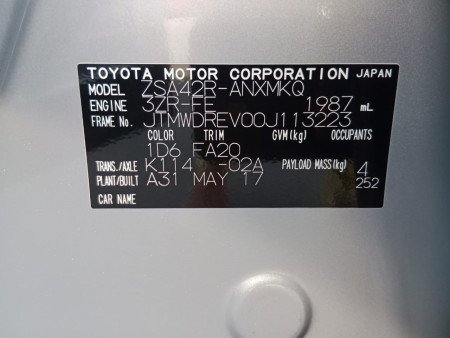 TOYOTA MOTOR CORPORATION JAPAN
MODEL ZSA42R-ANXMKQ
ENGINE 3ZR-FE 1987 mL
FRAME No. JTMWDREV00J113223
COLOR TRIM GVM(kg) OCCUPANTS
1D6 FA20
TRANS./AXLE K114 -02A PAYLOAD MASS(kg) 4
PLANT/BUILT A31 MAY 17 252
CAR NAME